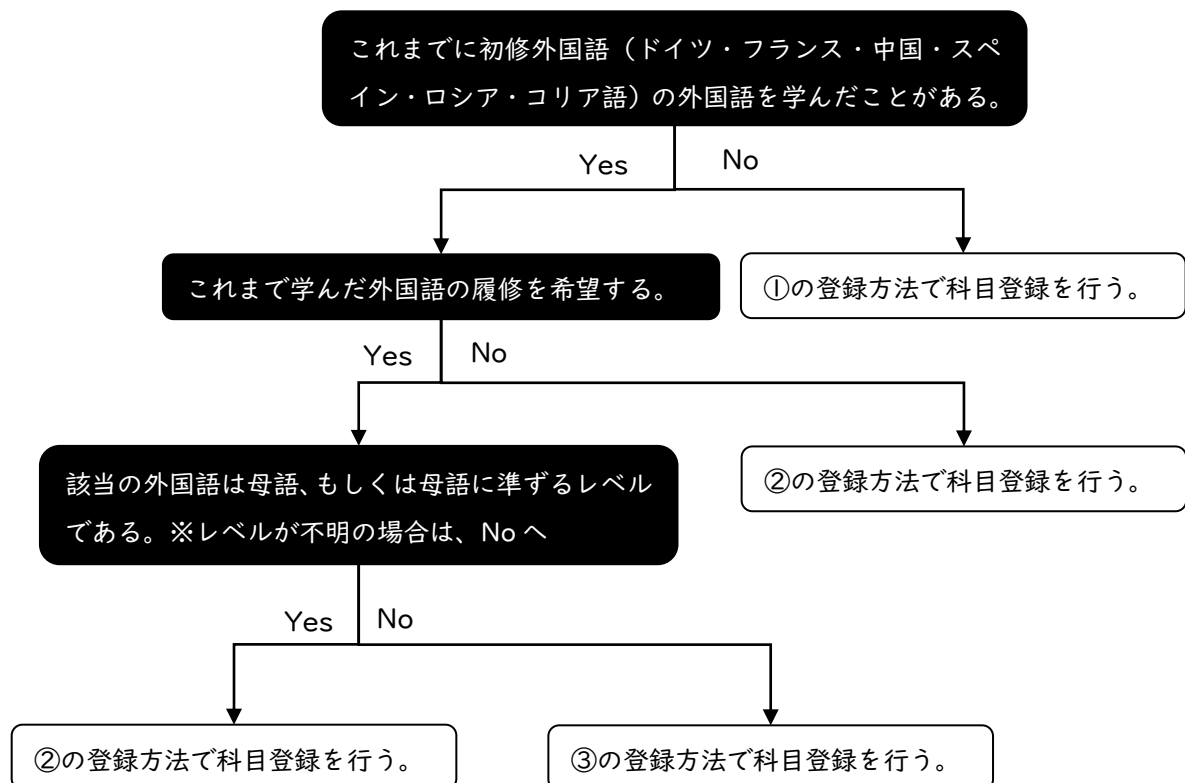 これまでに初修外国語（ドイツ・フランス・中国・スペ
イン・ロシア・コリア語）の外国語を学んだことがある。
Yes
No
これまで学んだ外国語の履修を希望する。
①の登録方法で科目登録を行う。
Yes
No
該当の外国語は母語、もしくは母語に準ずるレベル
である。※レベルが不明の場合は、No へ
②の登録方法で科目登録を行う。
Yes
No
②の登録方法で科目登録を行う。
③の登録方法で科目登録を行う。